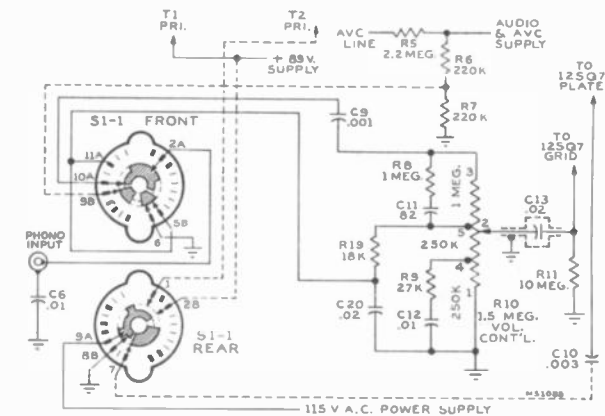 T1
PRI.
T2
PRI.
+ 89 V.
SUPPLY
AVC
LINE
R5
2.2 MEG.
AUDIO
& AVC
SUPPLY
R6
220K
R7
220K
TO
12SQ7
PLATE
TO
12SQ7
GRID
S1-1 FRONT
2A
11A
10A
9B
5B
6
C9
.001
R8
1 MEG.
C11
82
1 MEG.
3
5
2
4
1
250K
250K
C13
.02
R19
18K
R9
27K
C20
.02
C12
.01
R10
1.5 MEG.
VOL.
CONT'L.
R11
10 MEG.
C10
.003
PHONO
INPUT
C6
.01
1
2B
S1-1
REAR
9A
8B
7
115 V A.C. POWER SUPPLY